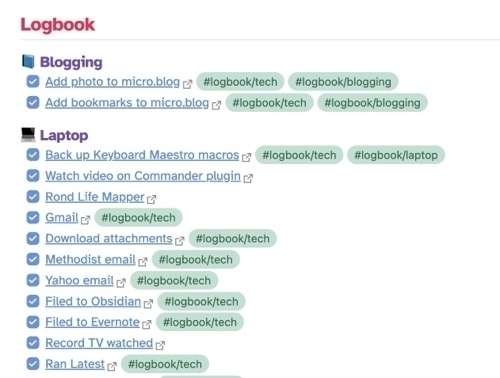 Logbook
Blogging
Add photo to micro.blog #logbook/tech #logbook/blogging
Add bookmarks to micro.blog #logbook/tech #logbook/blogging
Laptop
Back up Keyboard Maestro macros #logbook/tech #logbook/laptop
Watch video on Commander plugin
Rond Life Mapper
Gmail #logbook/tech
Download attachments #logbook/tech
Methodist email #logbook/tech
Yahoo email #logbook/tech
Filed to Obsidian #logbook/tech
Filed to Evernote #logbook/tech
Record TV watched
Ran Latest #logbook/tech